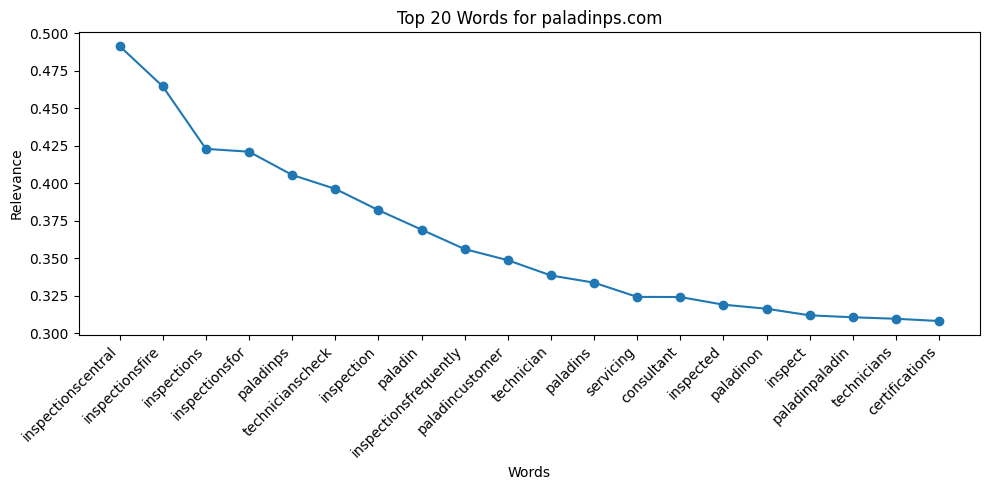 Top 20 Words for paladinps.com
Relevance
0.500
0.475
0.450
0.425
0.400
0.375
0.350
0.325
0.300
inspectionscentral
inspectionsfire
inspections
inspectionsfor
paladinps
technicianscheck
inspection
paladin
inspectionsfrequently
paladincustomer
technician
paladins
servicing
consultant
inspected
paladinon
inspect
paladinpaladin
technicians
certifications
Words